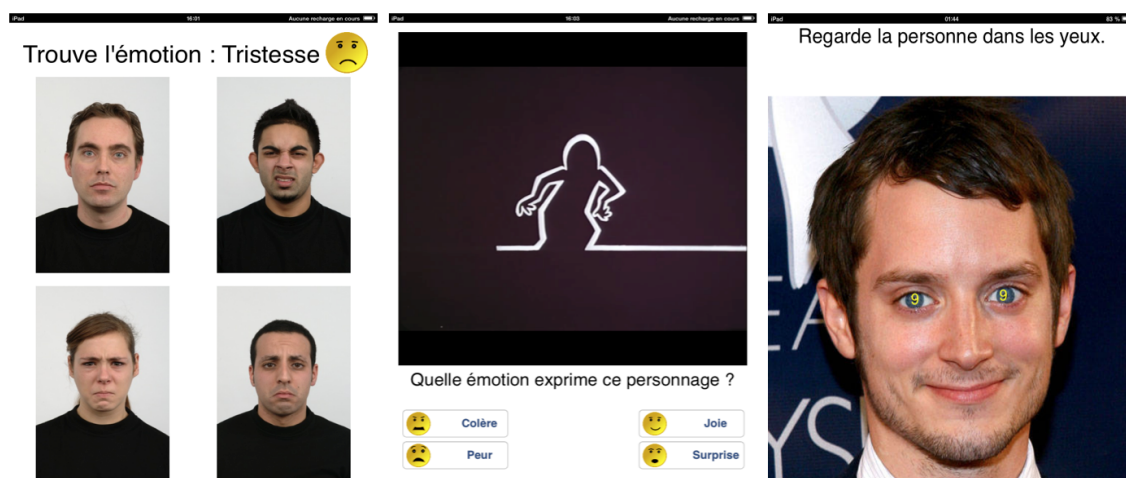 iPad 16:01 Aucune recharge en cours
Trouve l'émotion : Tristesse
iPad 16:03 Aucune recharge en cours
Quelle émotion exprime ce personnage ?
Colère
Joie
Peur
Surprise
iPad 01:44 83 %
Regarde la personne dans les yeux.
9 9